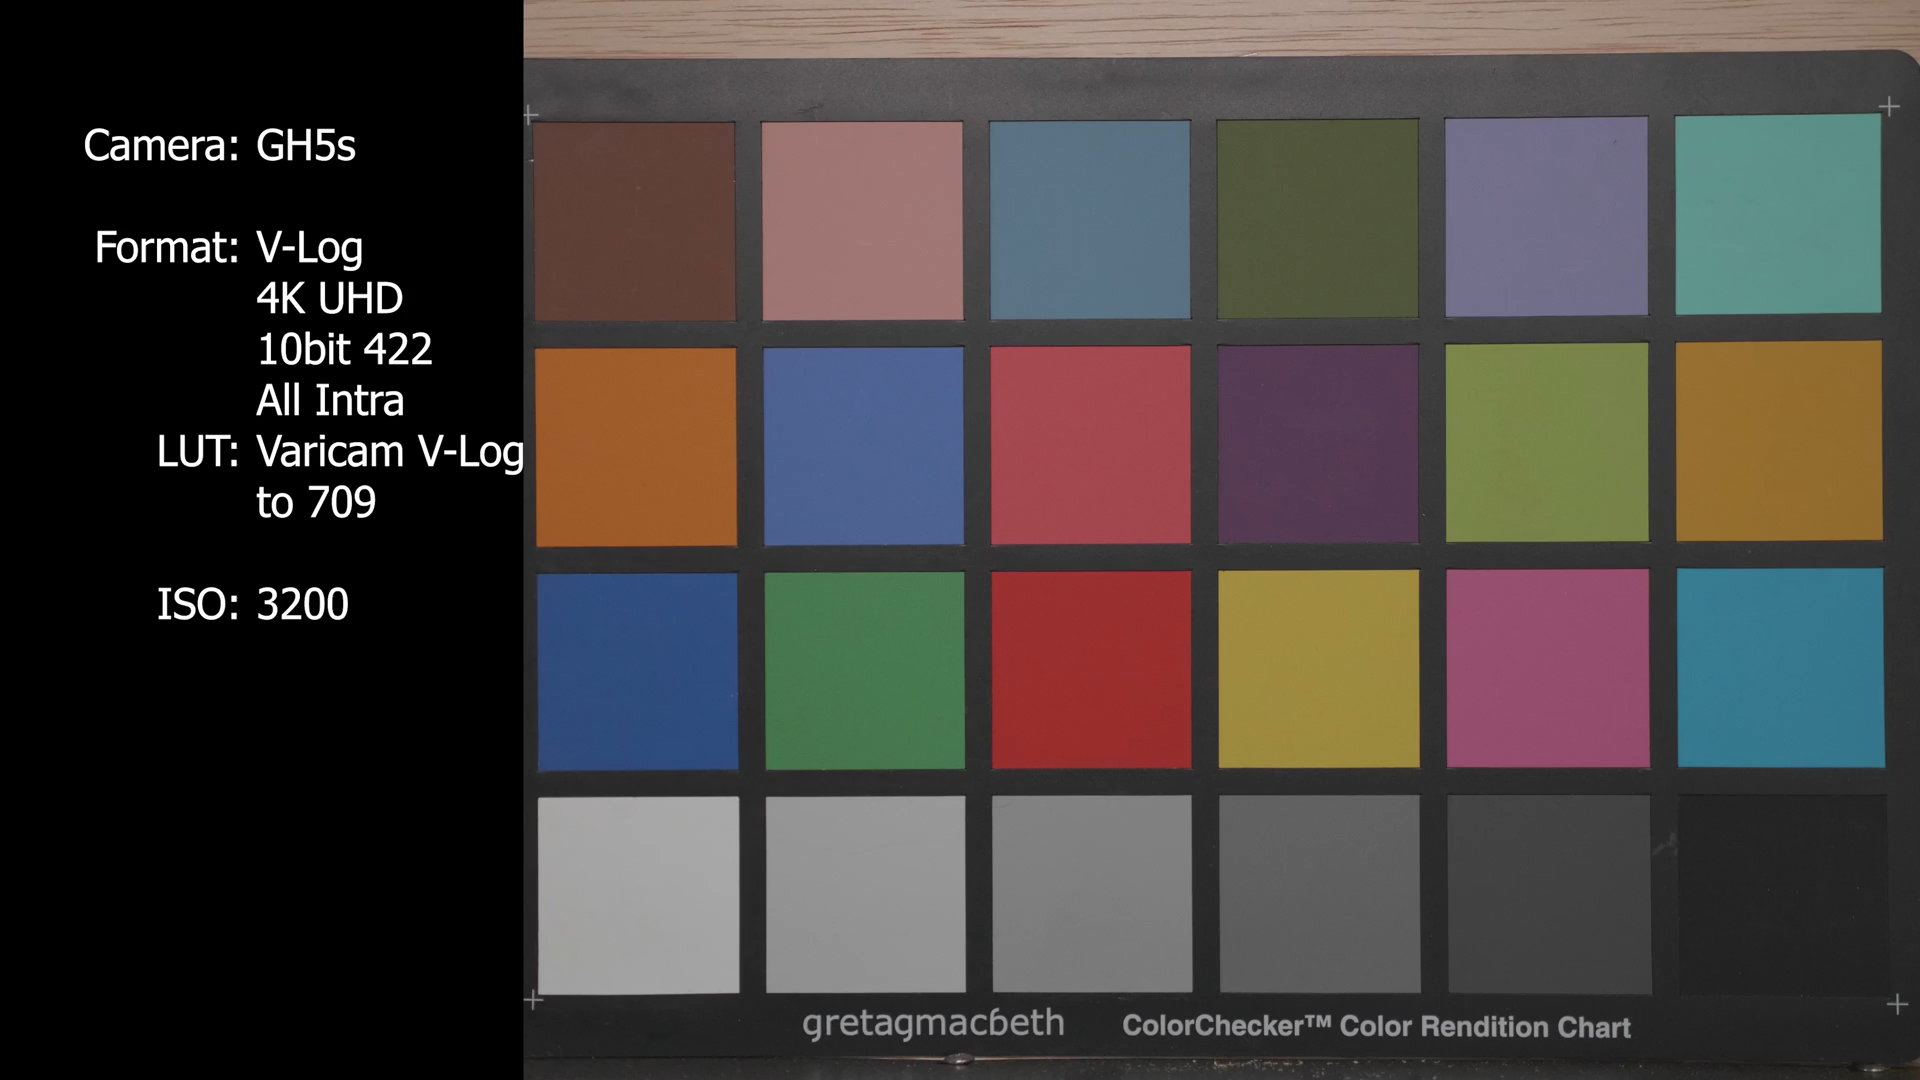 Camera: GH5s
Format: V-Log
4K UHD
10bit 422
All Intra
LUT: Varicam V-Log
to 709
ISO: 3200
gretagmacbeth
ColorChecker™ Color Rendition Chart